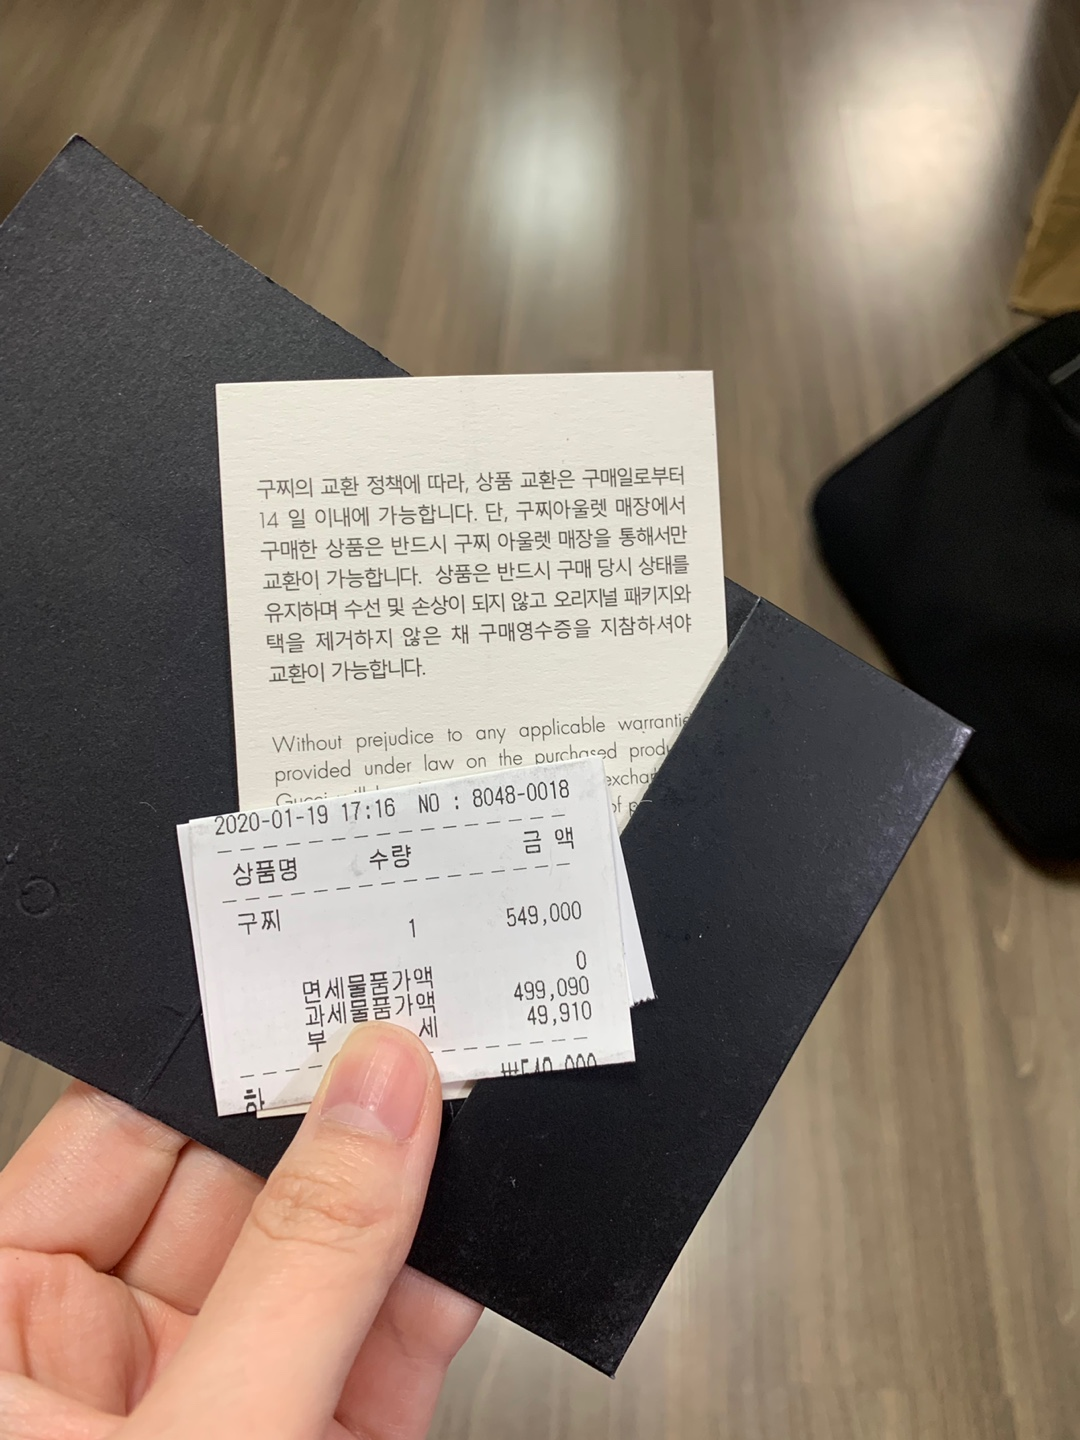 구찌의 교환 정책에 따라, 상품 교환은 구매일로부터
14 일 이내에 가능합니다. 단, 구찌아울렛 매장에서
구매한 상품은 반드시 구찌 아울렛 매장을 통해서만
교환이 가능합니다. 상품은 반드시 구매 당시 상태를
유지하며 수선 및 손상이 되지 않고 오리지널 패키지와
택을 제거하지 않은 채 구매영수증을 지참하셔야
교환이 가능합니다.
Without prejudice to any applicable
provided under law on the purchased
of
2020-01-19 17:16 NO : 8048-0018
상품명 수량 금 액
구찌 1 549,000
면세물품가액 0
과세물품가액 499,090
부 세 49,910